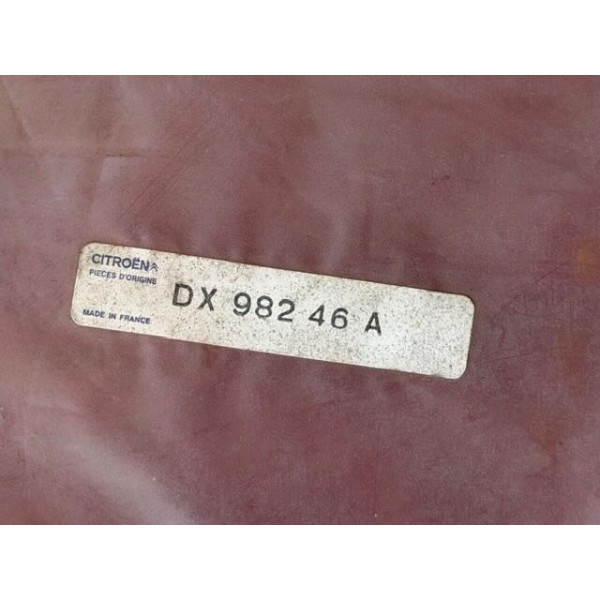 CITROËN
PIECES D'ORIGINE
DX 982 46 A
MADE IN FRANCE